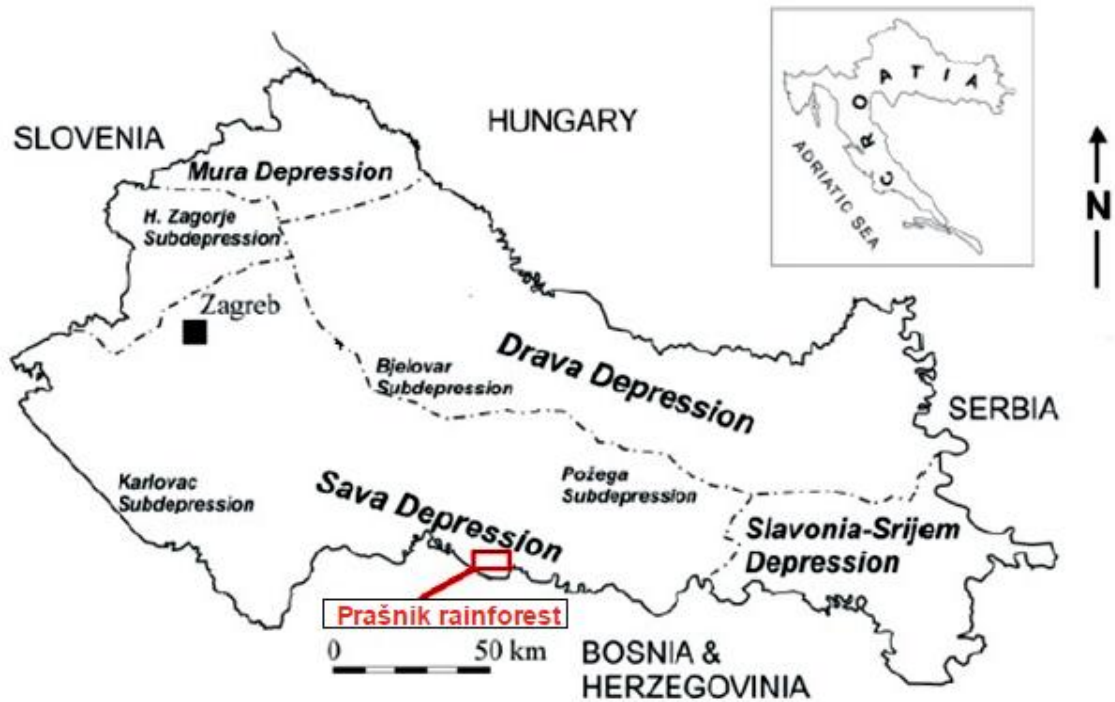 SLOVENIA
HUNGARY
CROATIA
ADRIATIC SEA
N
Mura Depression
H. Zagorje
Subdepression
Zagreb
Bjelovar
Subdepression
Drava Depression
SERBIA
Karlovac
Subdepression
Sava Depression
Požega
Subdepression
Slavonia-Srijem
Depression
Prašnik rainforest
0 50 km
BOSNIA &
HERZEGOVINIA